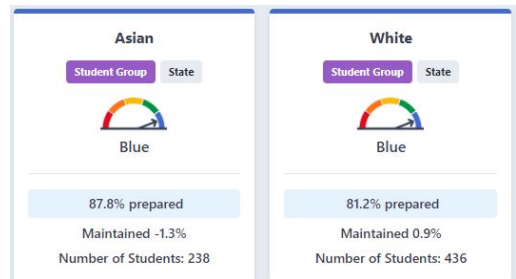 Asian
Student Group State
Blue
87.8% prepared
Maintained -1.3%
Number of Students: 238
White
Student Group State
Blue
81.2% prepared
Maintained 0.9%
Number of Students: 436